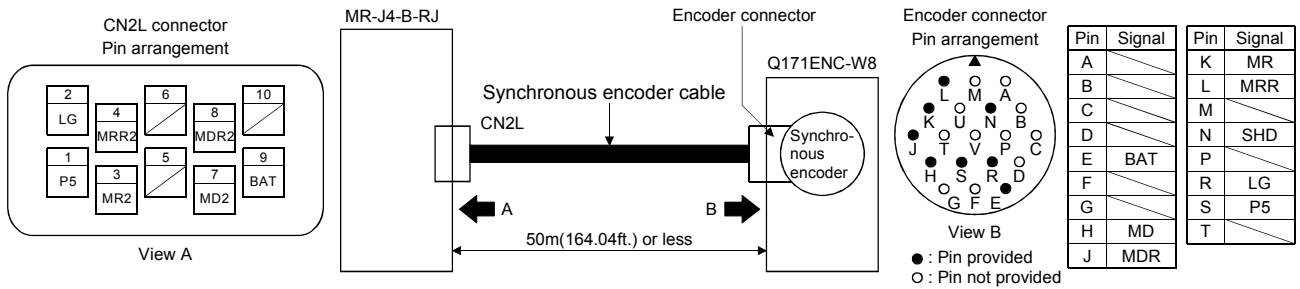 CN2L connector
Pin arrangement
2
LG
4
MRR2
6
8
MDR2
10
1
P5
3
MR2
5
7
MD2
9
BAT
View A
MR-J4-B-RJ
Encoder connector
Q171ENC-W8
Synchronous encoder cable
CN2L
Synchro-
nous
encoder
A
B
50m(164.04ft.) or less
Encoder connector
Pin arrangement
L M A
K U N B
J T V P C
H S R D
G F E
View B
● : Pin provided
○ : Pin not provided
Pin Signal
A
B
C
D
E BAT
F
G
H MD
J MDR
Pin Signal
K MR
L MRR
M
N SHD
P
R LG
S P5
T